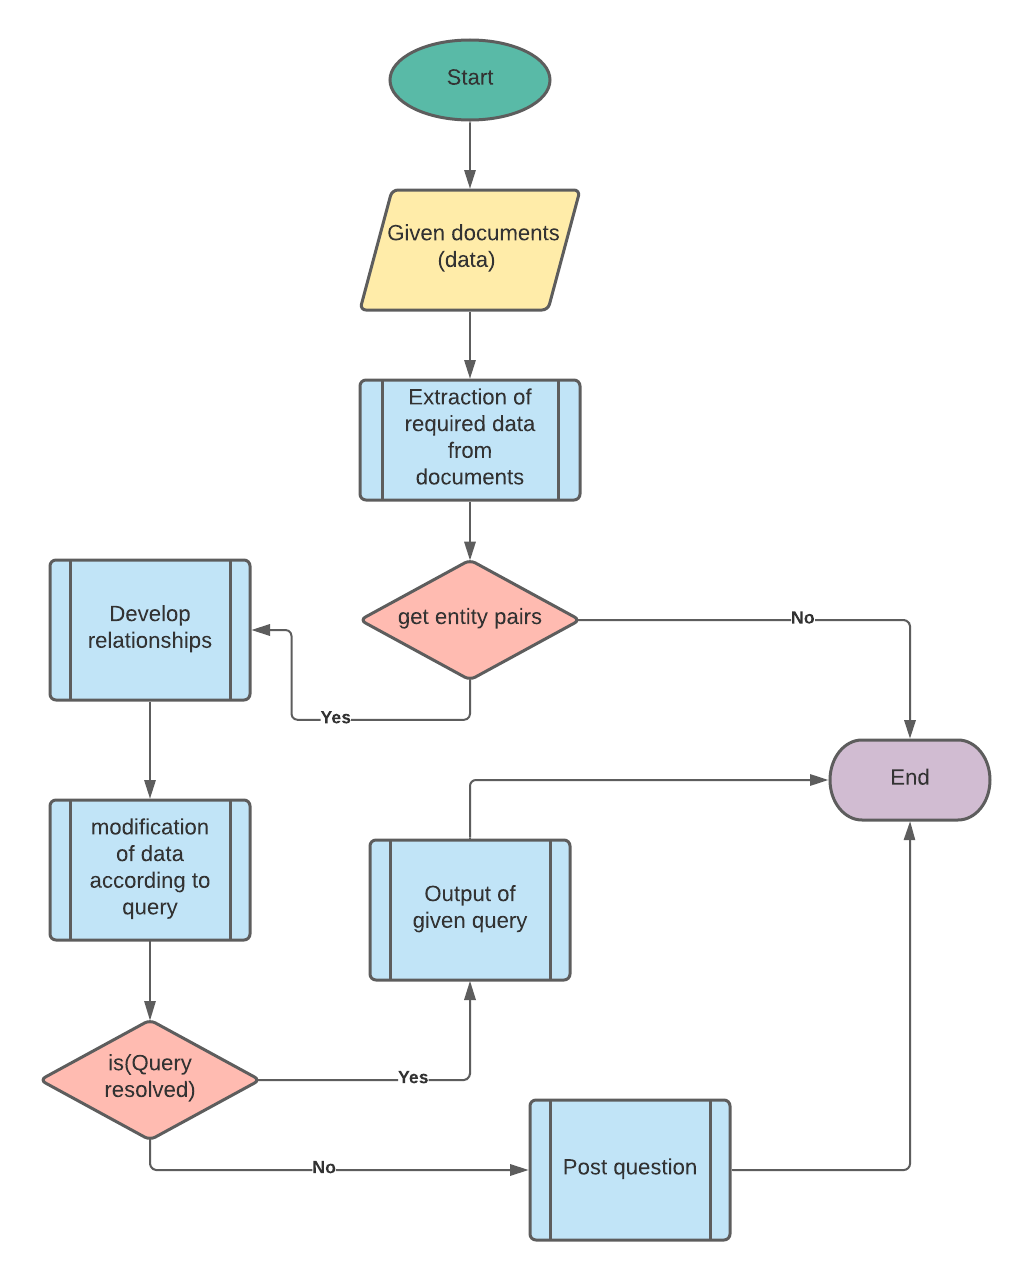 Start
Given documents
(data)
Extraction of
required data
from
documents
get entity pairs
No
Yes
Develop
relationships
End
modification
of data
according to
query
Output of
given query
is(Query
resolved)
Yes
No
Post question